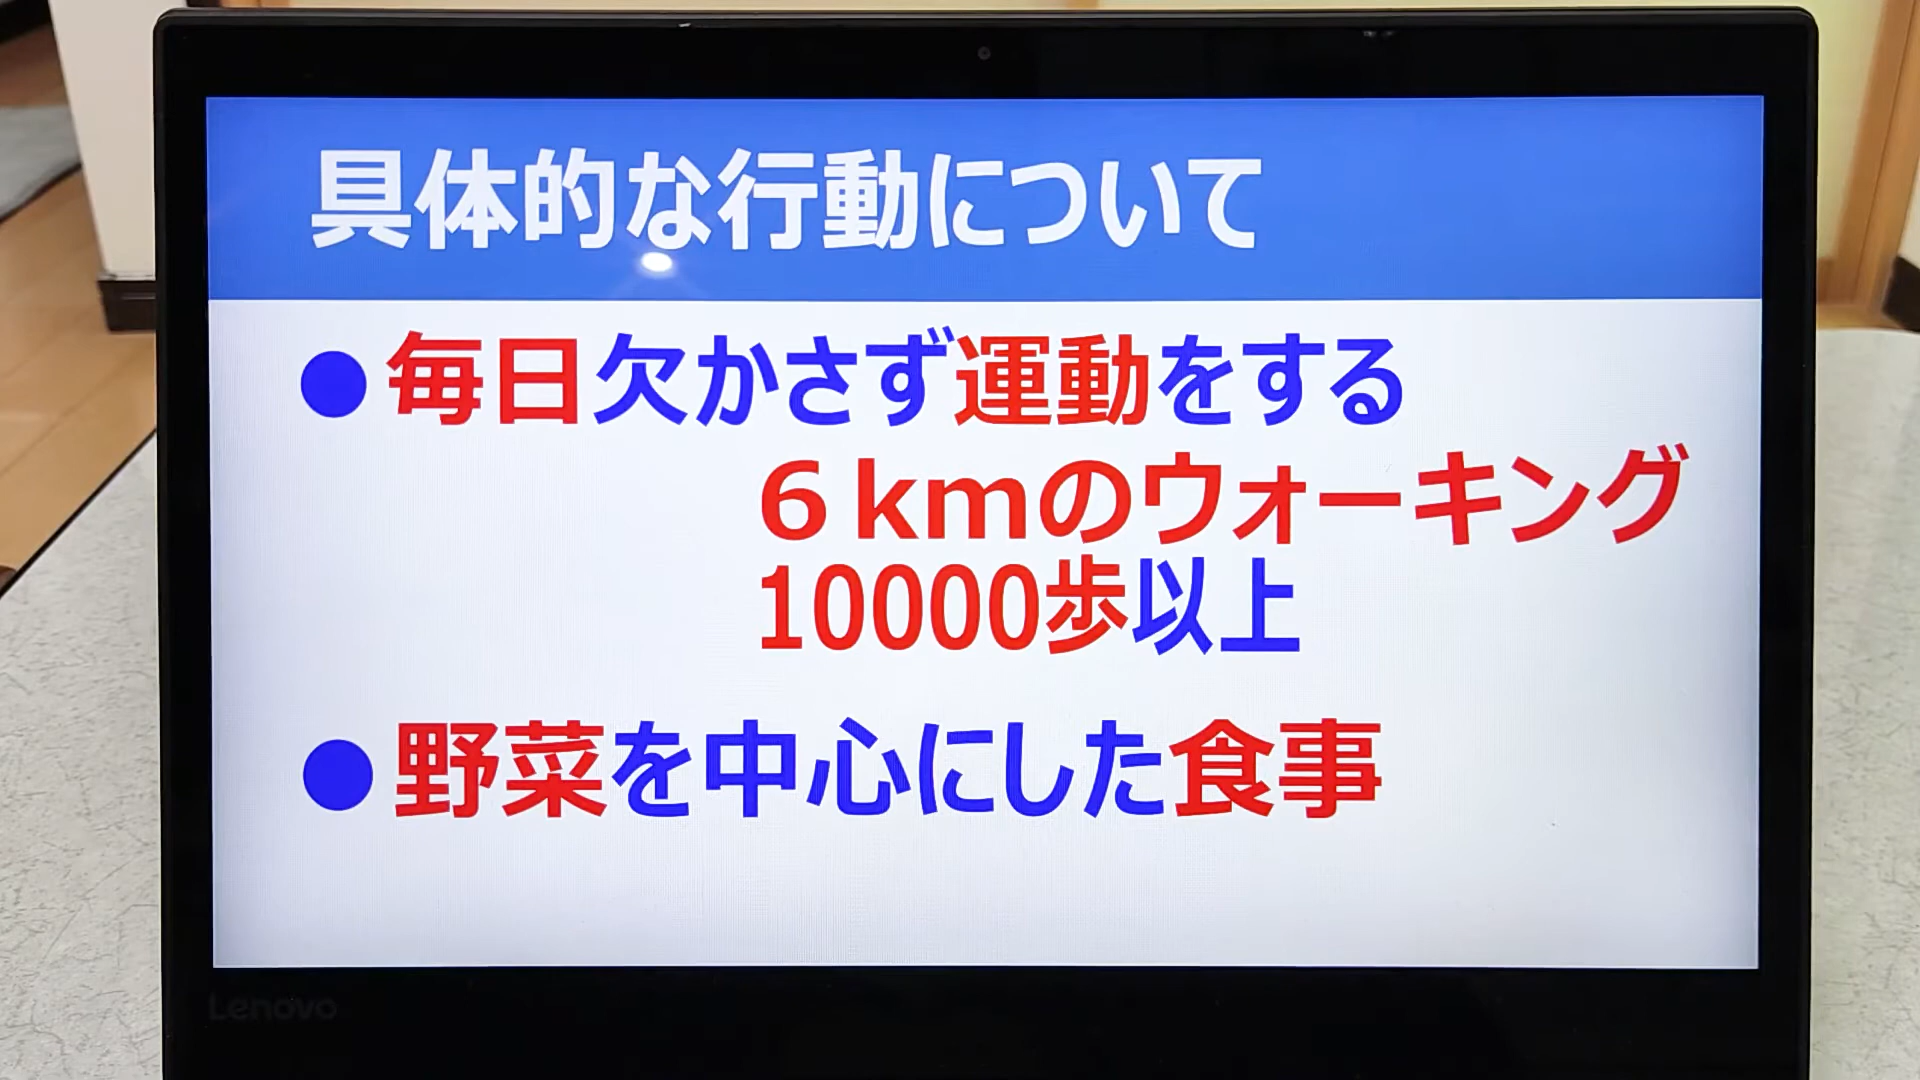 具体的な行動について
●毎日欠かさず運動をする
６kmのウォーキング
10000歩以上
●野菜を中心にした食事
Lenovo